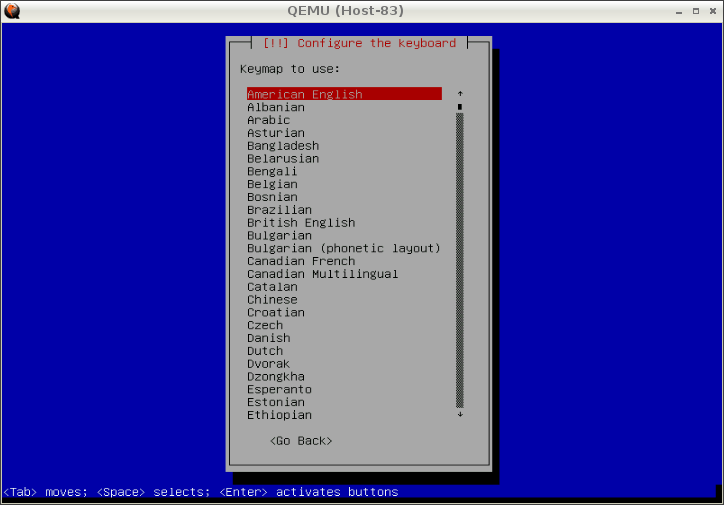 QEMU (Host-83)
[!!] Configure the keyboard
Keymap to use:
American English
Albanian
Arabic
Asturian
Bangladesh
Belarusian
Bengali
Belgian
Bosnian
Brazilian
British English
Bulgarian
Bulgarian (phonetic layout)
Canadian French
Canadian Multilingual
Catalan
Chinese
Croatian
Czech
Danish
Dutch
Dvorak
Dzongkha
Esperanto
Estonian
Ethiopian
<Go Back>
<Tab> moves; <Space> selects; <Enter> activates buttons